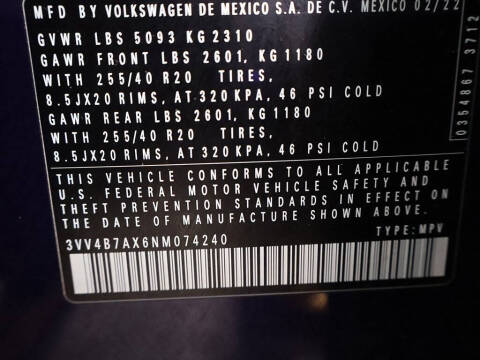 MFD BY VOLKSWAGEN DE MEXICO S.A. DE C.V. MEXICO 02/22
GVWR LBS 5093 KG 2310
GAWR FRONT LBS 2601, KG 1180
WITH 255/40 R20 TIRES,
8.5JX20 RIMS, AT 320 KPA, 46 PSI COLD
GAWR REAR LBS 2601, KG 1180
WITH 255/40 R20 TIRES,
8.5JX20 RIMS, AT 320 KPA, 46 PSI COLD
THIS VEHICLE CONFORMS TO ALL APPLICABLE
U.S. FEDERAL MOTOR VEHICLE SAFETY AND
THEFT PREVENTION STANDARDS IN EFFECT ON
THE DATE OF MANUFACTURE SHOWN ABOVE.
3VV4B7AX6NM074240 TYPE: MPV
0354867 3712